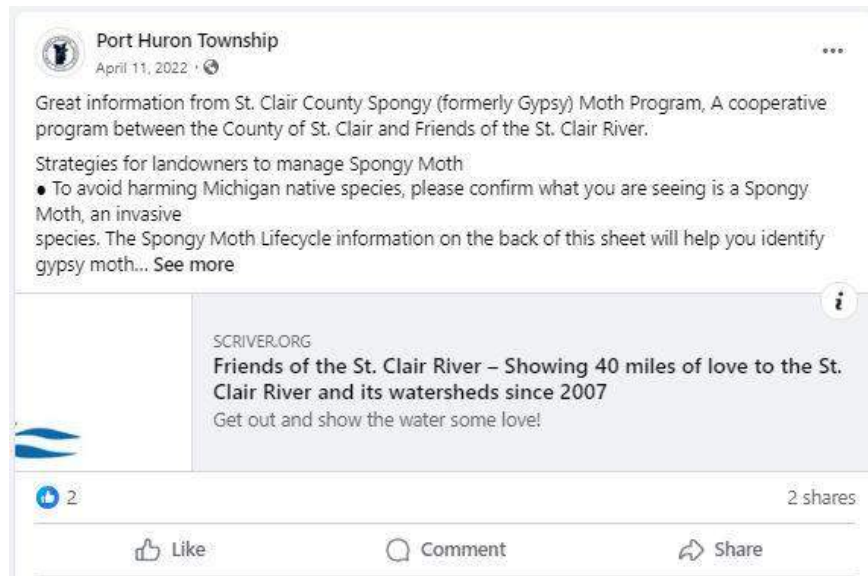 Port Huron Township
April 11, 2022 ·
Great information from St. Clair County Spongy (formerly Gypsy) Moth Program, A cooperative
program between the County of St. Clair and Friends of the St. Clair River.
Strategies for landowners to manage Spongy Moth
● To avoid harming Michigan native species, please confirm what you are seeing is a Spongy
Moth, an invasive
species. The Spongy Moth Lifecycle information on the back of this sheet will help you identify
gypsy moth... See more
SCRIVER.ORG
Friends of the St. Clair River – Showing 40 miles of love to the St.
Clair River and its watersheds since 2007
Get out and show the water some love!
2
2 shares
Like
Comment
Share